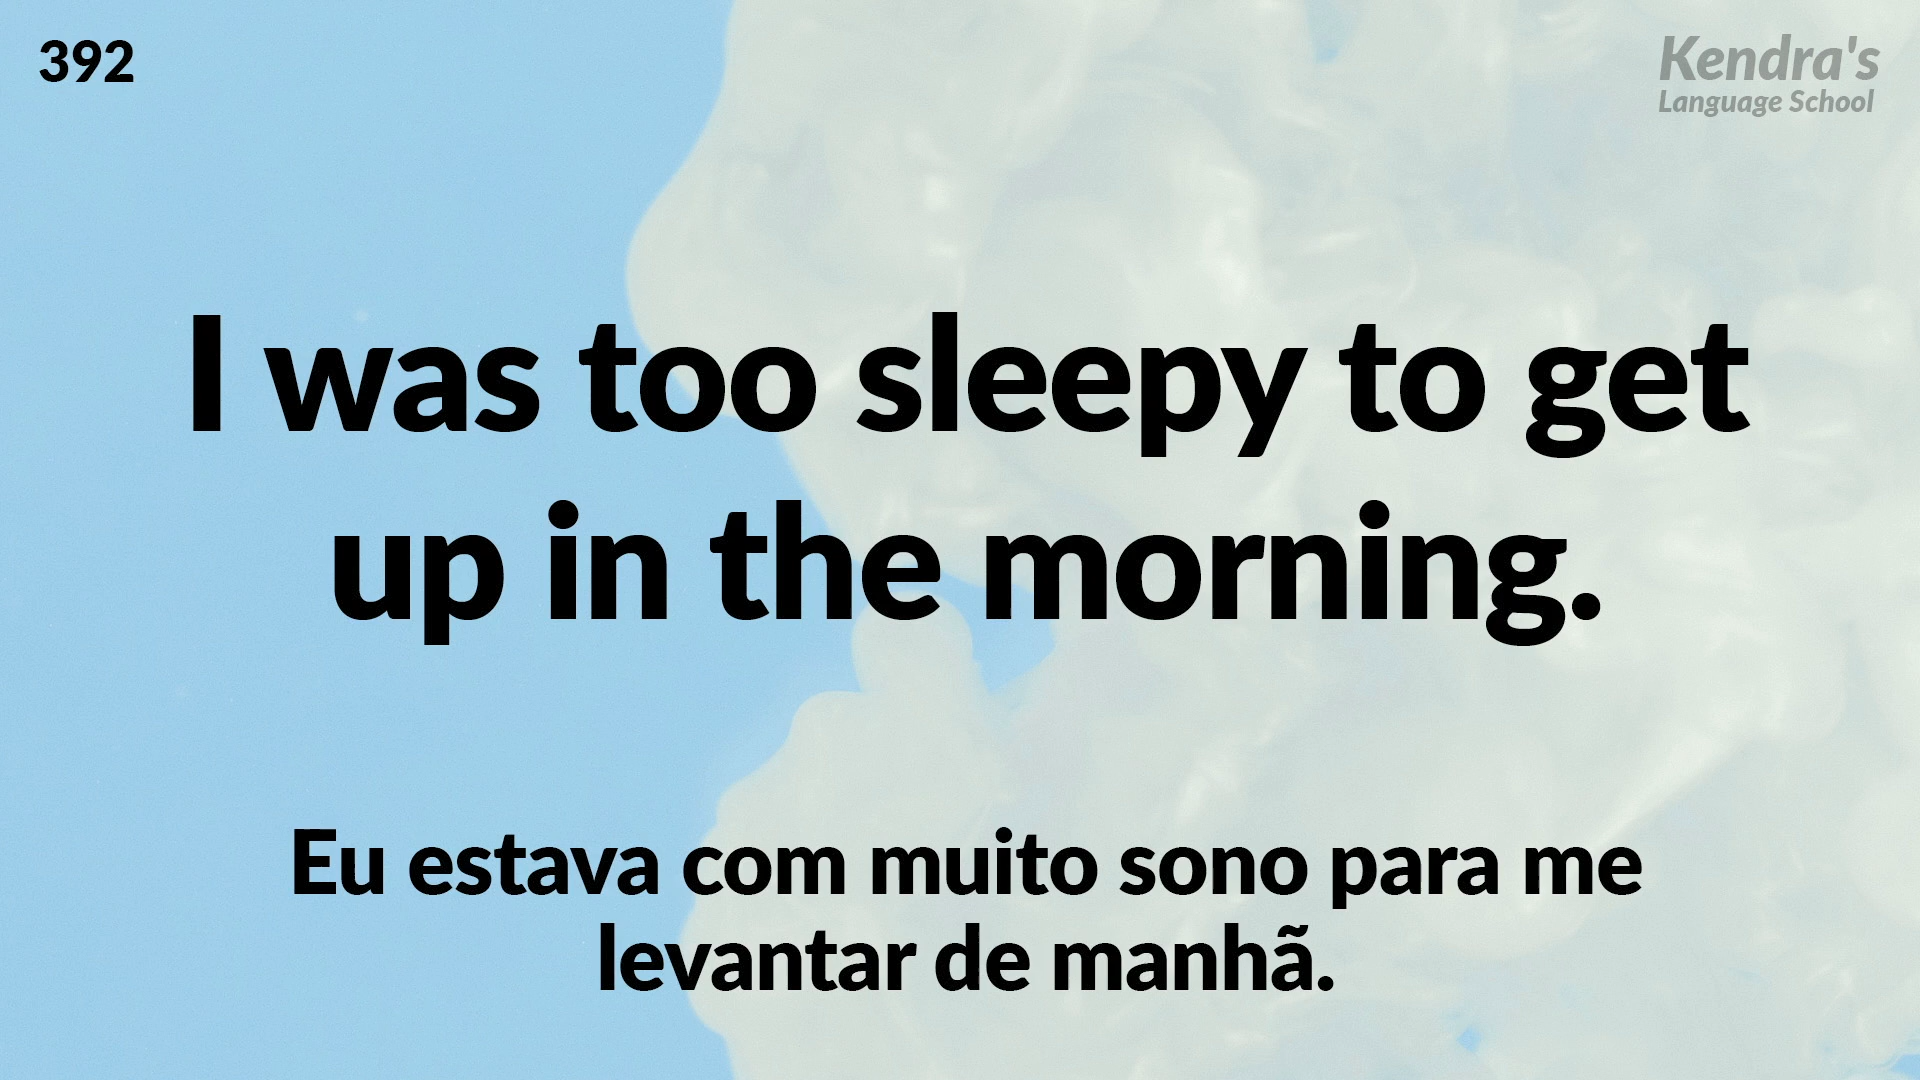 392
Kendra's
Language School
I was too sleepy to get
up in the morning.
Eu estava com muito sono para me
levantar de manhã.